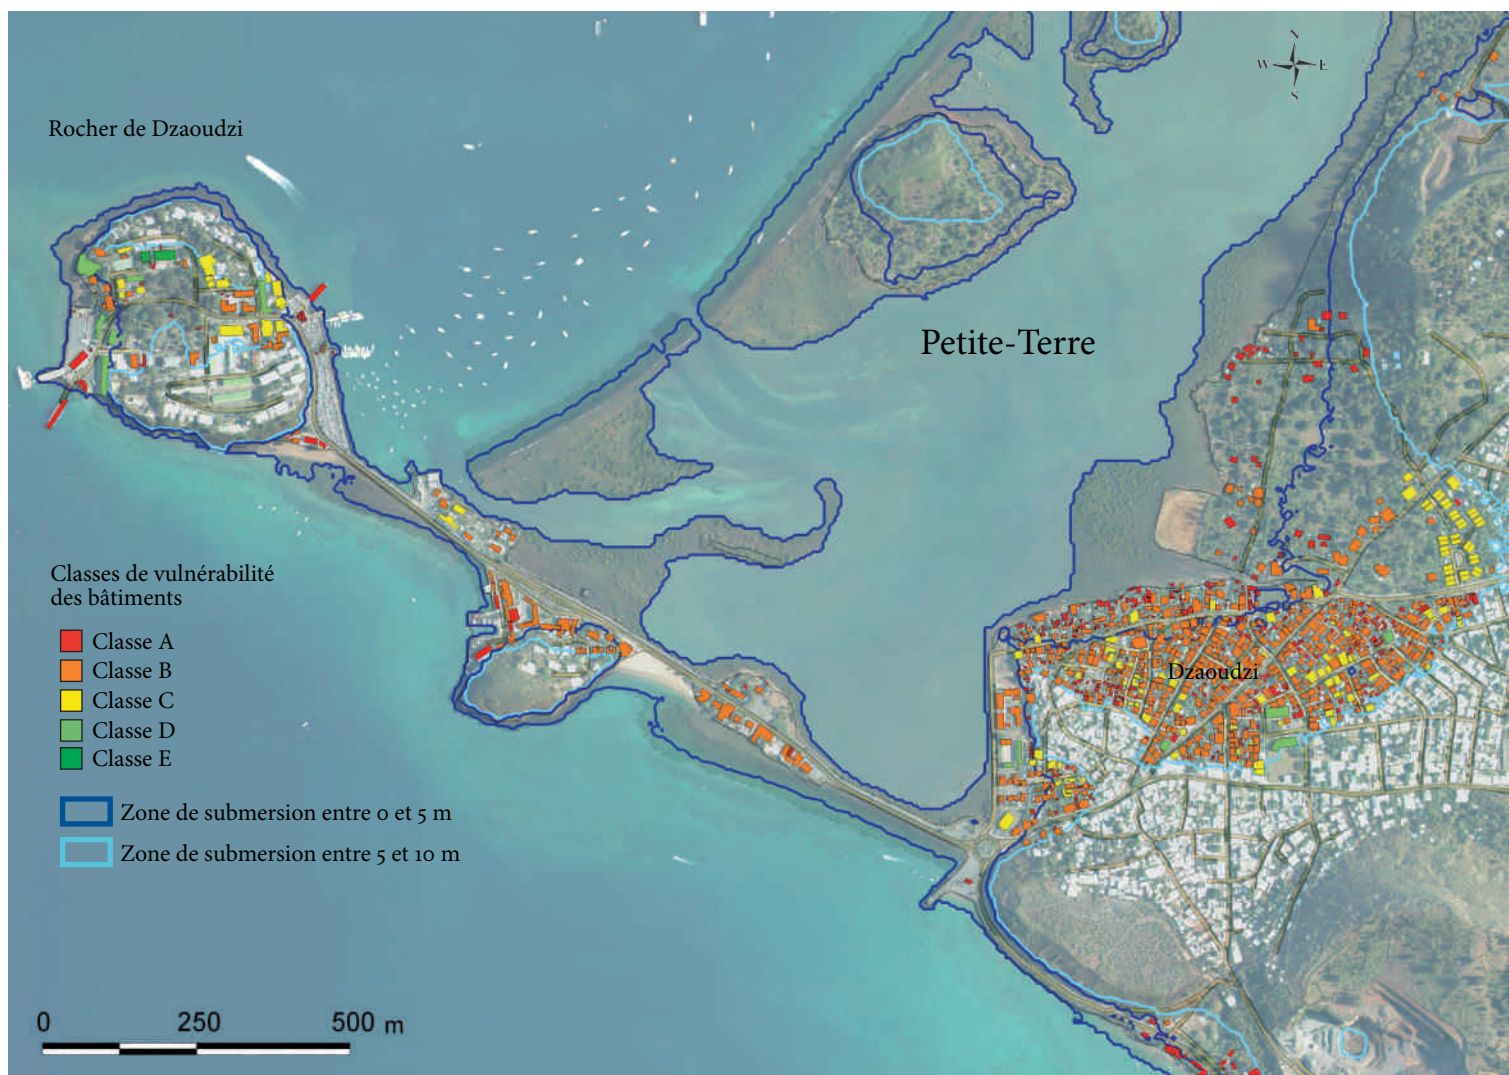 N
W E
S
Rocher de Dzaoudzi
Petite-Terre
Dzaoudzi
Classes de vulnérabilité
des bâtiments
Classe A
Classe B
Classe C
Classe D
Classe E
Zone de submersion entre 0 et 5 m
Zone de submersion entre 5 et 10 m
0 250 500 m